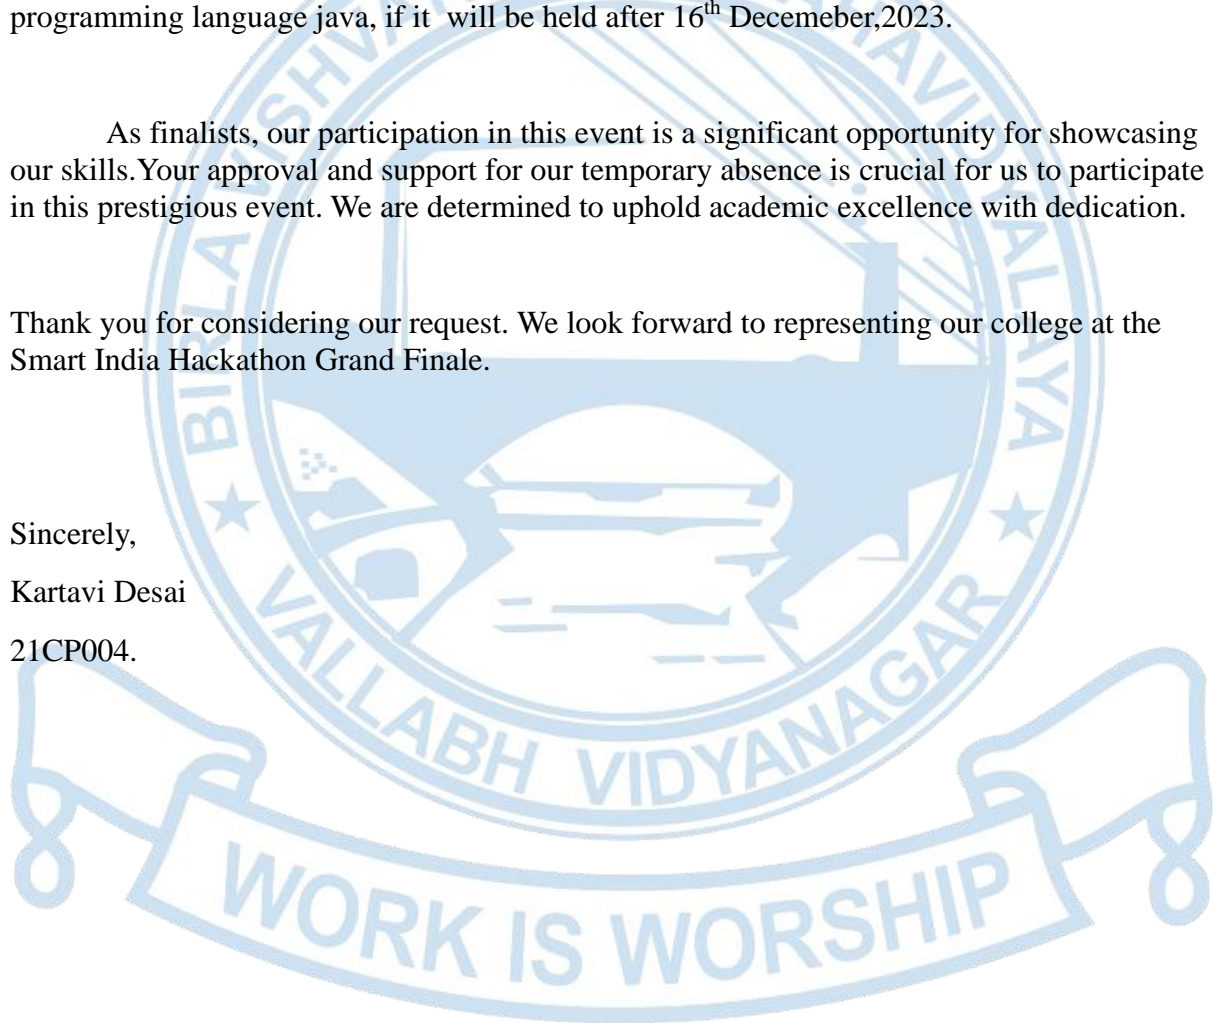 programming language java, if it  will be held after 16th Decemeber,2023.
As finalists, our participation in this event is a significant opportunity for showcasing
our skills.Your approval and support for our temporary absence is crucial for us to participate
in this prestigious event. We are determined to uphold academic excellence with dedication.
Thank you for considering our request. We look forward to representing our college at the
Smart India Hackathon Grand Finale.
Sincerely,
Kartavi Desai
21CP004.
BIRLA VISHV
AHAVIDYALAYA
VALLABH VIDYANAGAR
WORK IS WORSHIP